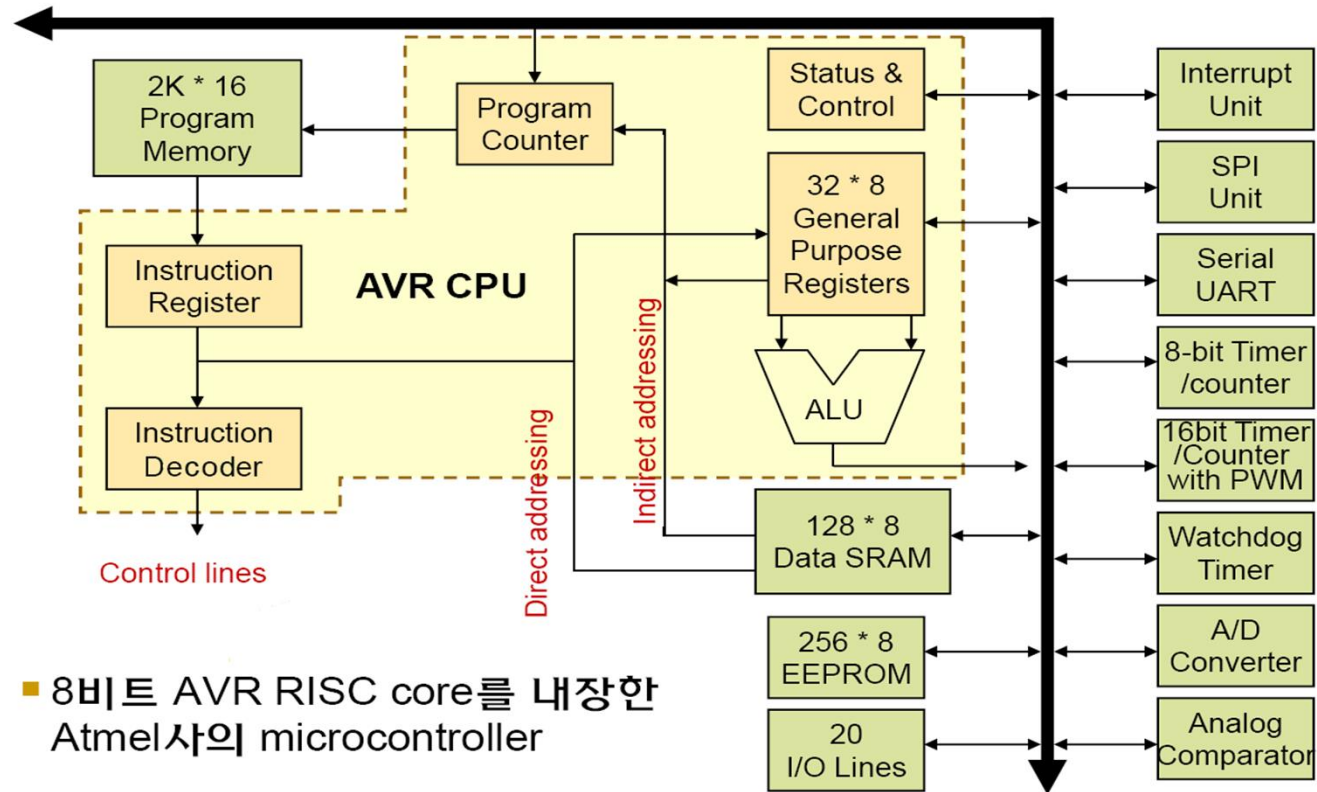 2K * 16
Program
Memory
Program
Counter
Status &
Control
Interrupt
Unit
32 * 8
General
Purpose
Registers
SPI
Unit
Instruction
Register
AVR CPU
Serial
UART
Indirect addressing
Direct addressing
ALU
8-bit Timer
/counter
Instruction
Decoder
16bit Timer
/Counter
with PWM
Control lines
128 * 8
Data SRAM
Watchdog
Timer
256 * 8
EEPROM
A/D
Converter
20
I/O Lines
Analog
Comparator
8비트 AVR RISC core를 내장한
Atmel사의 microcontroller